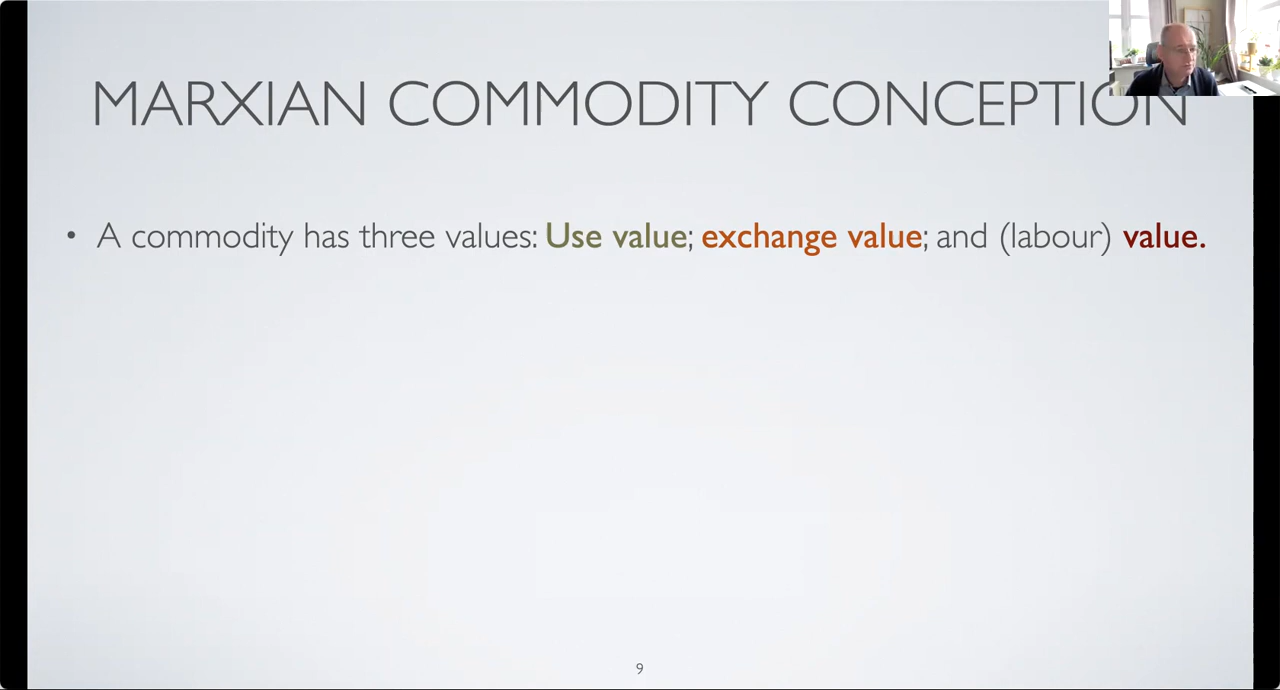 MARXIAN COMMODITY CONCEPTION
• A commodity has three values: Use value; exchange value; and (labour) value.
9